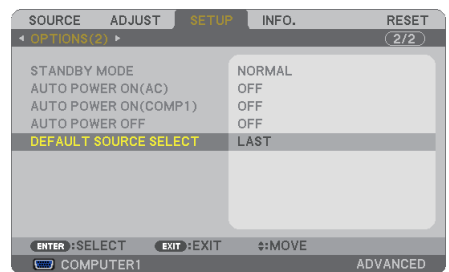 SOURCE ADJUST SETUP INFO. RESET
OPTIONS(2) 2/2
STANDBY MODE NORMAL
AUTO POWER ON(AC) OFF
AUTO POWER ON(COMP1) OFF
AUTO POWER OFF OFF
DEFAULT SOURCE SELECT LAST
ENTER :SELECT EXIT :EXIT :MOVE
COMPUTER1 ADVANCED